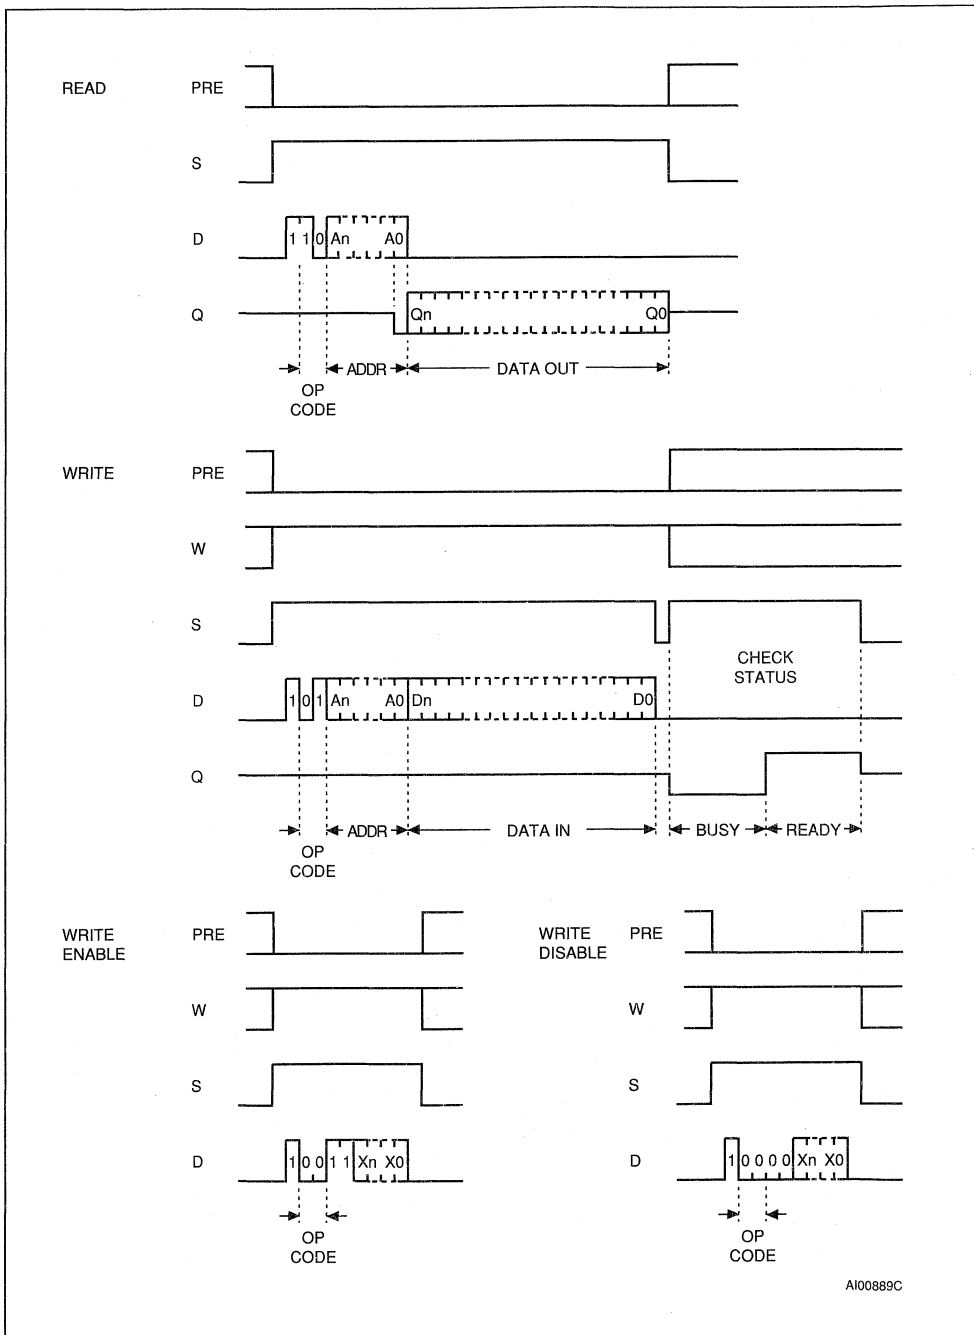 READ PRE
S
D 1 1 0 An A0
Q Qn Q0
ADDR DATA OUT
OP
CODE
WRITE PRE
W
S
CHECK
STATUS
D 1 0 1 An A0 Dn D0
Q
ADDR DATA IN BUSY READY
OP
CODE
WRITE
ENABLE
PRE
W
S
D 1 0 0 1 1 Xn X0
OP
CODE
WRITE
DISABLE
PRE
W
S
D 1 0 0 0 0 Xn X0
OP
CODE
AI00889C